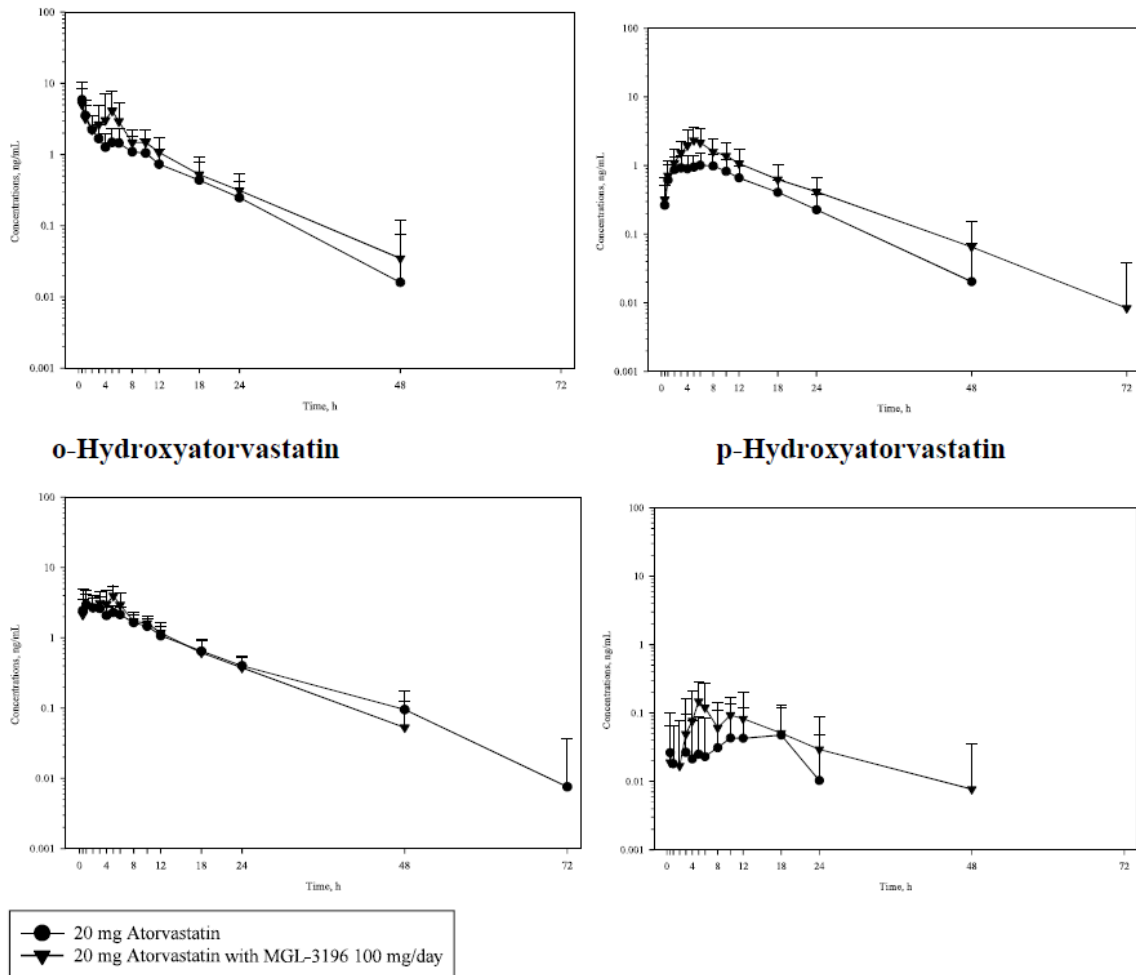 100
10
1
0.1
0.01
0.001
Concentrations, ng/mL
0 4 8 12 18 24 48 72
Time, h
100
10
1
0.1
0.01
0.001
Concentrations, ng/mL
0 4 8 12 18 24 48 72
Time, h
o-Hydroxyatorvastatin
p-Hydroxyatorvastatin
100
10
1
0.1
0.01
0.001
Concentrations, ng/mL
0 4 8 12 18 24 48 72
Time, h
100
10
1
0.1
0.01
0.001
Concentrations, ng/mL
0 4 8 12 18 24 48 72
Time, h
20 mg Atorvastatin
20 mg Atorvastatin with MGL-3196 100 mg/day